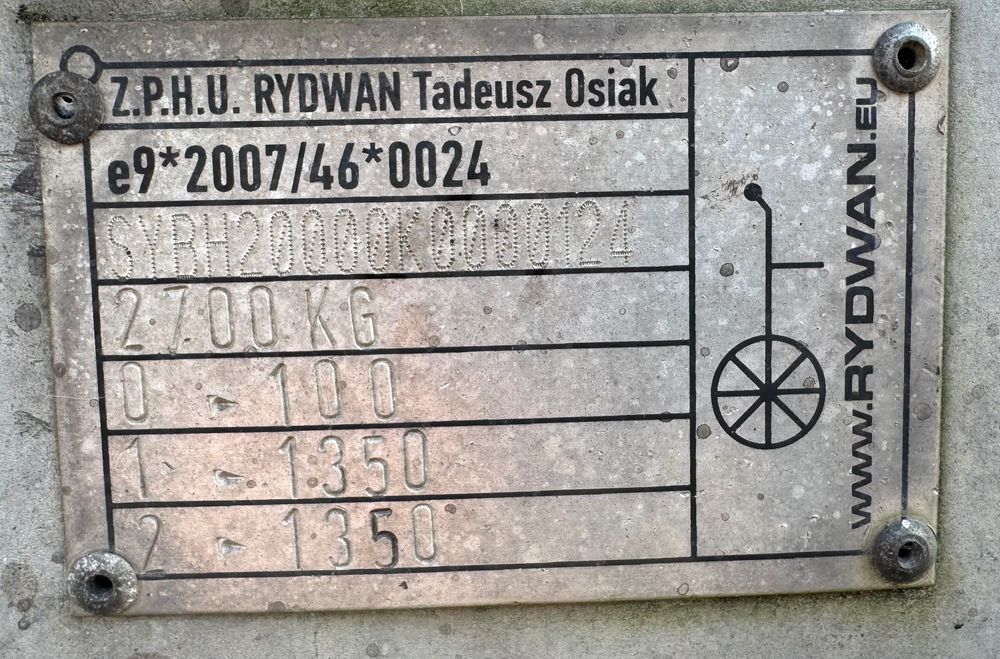 Z.P.H.U. RYDWAN Tadeusz Osiak
e9*2007/46*0024
SYBH20000K0000124
2700 KG
0 - 100
1 - 1350
2 - 1350
www.RYDWAN.EU